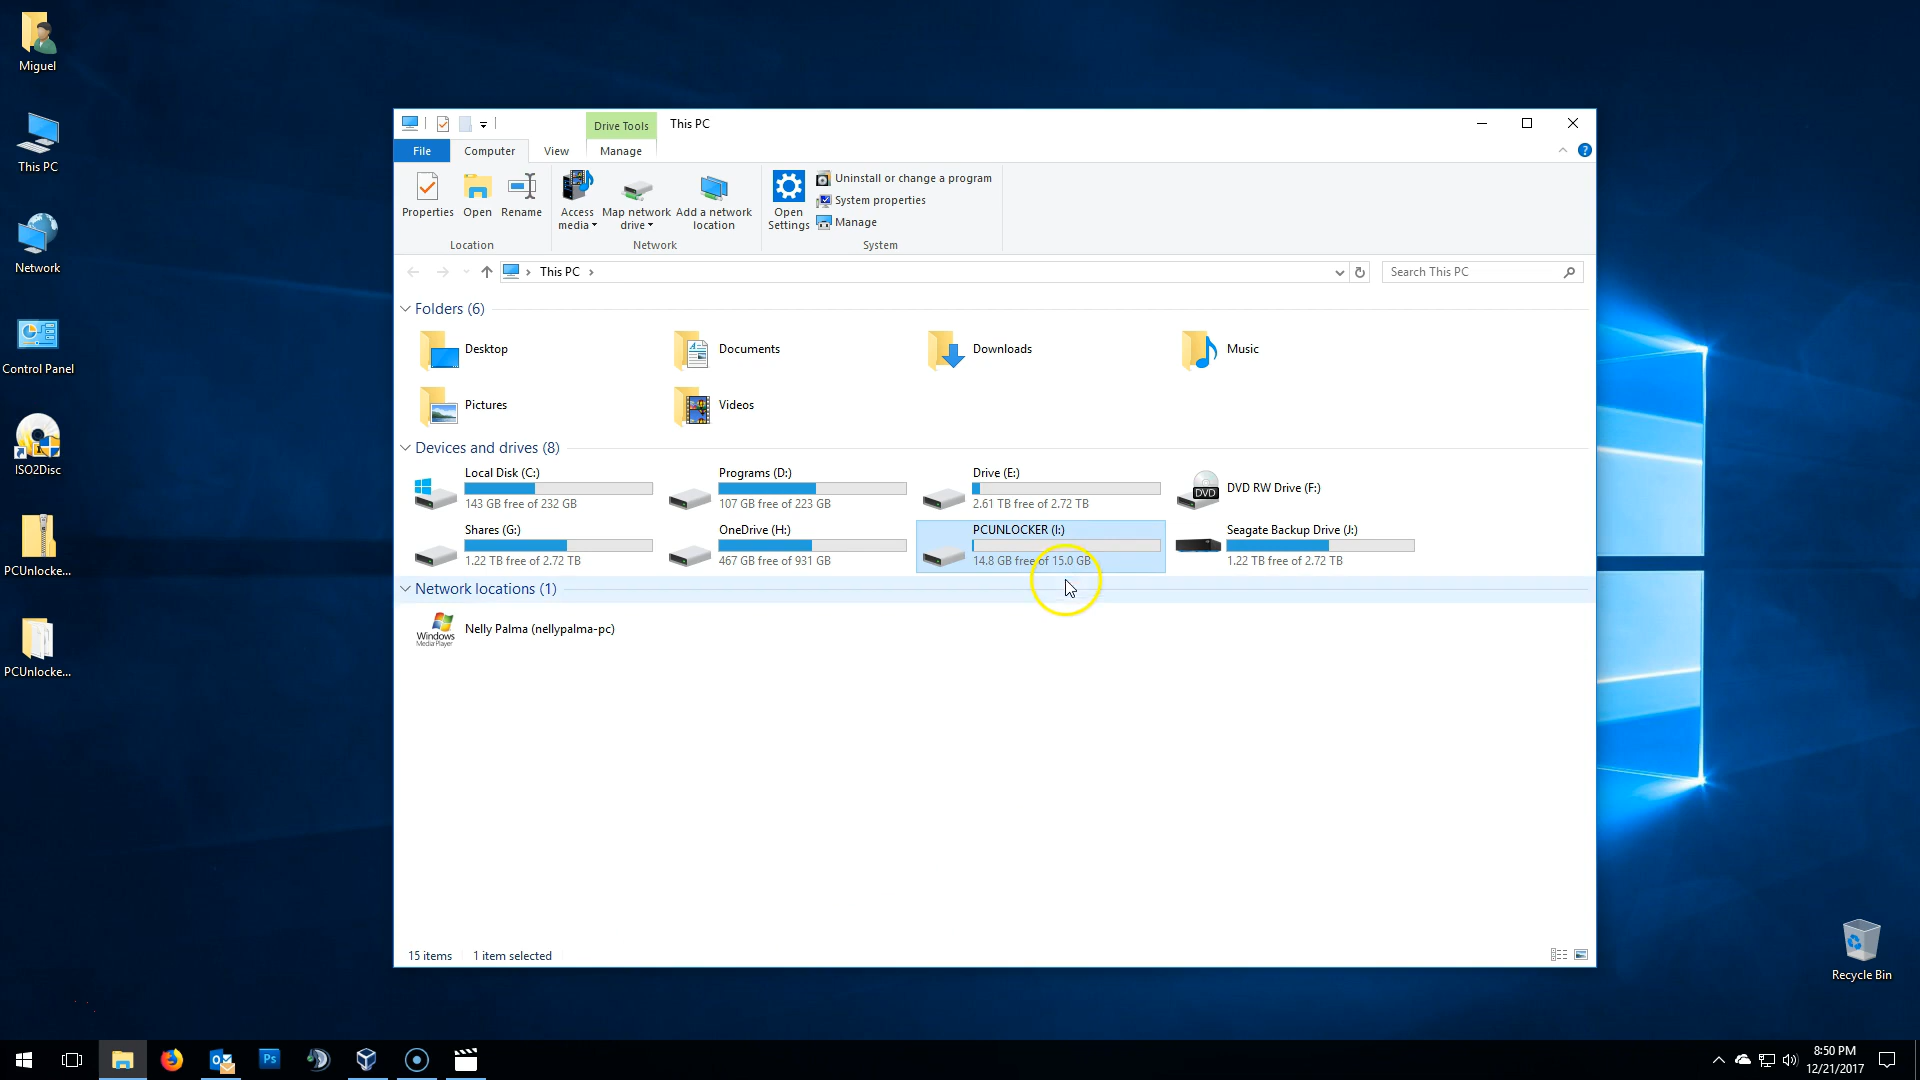 Miguel
This PC
Network
Control Panel
ISO2Disc
PCUnlocke...
PCUnlocke...
Drive Tools
This PC
File
Computer
View
Manage
Properties
Open
Rename
Access
media
Map network
drive
Add a network
location
Open
Settings
Uninstall or change a program
System properties
Manage
Location
Network
System
This PC
Search This PC
Folders (6)
Desktop
Documents
Downloads
Music
Pictures
Videos
Devices and drives (8)
Local Disk (C:)
143 GB free of 232 GB
Programs (D:)
107 GB free of 223 GB
Drive (E:)
2.61 TB free of 2.72 TB
DVD
DVD RW Drive (F:)
Shares (G:)
1.22 TB free of 2.72 TB
OneDrive (H:)
467 GB free of 931 GB
PCUNLOCKER (I:)
14.8 GB free of 15.0 GB
Seagate Backup Drive (J:)
1.22 TB free of 2.72 TB
Network locations (1)
Windows
Media Player
Nelly Palma (nellypalma-pc)
15 items
1 item selected
Recycle Bin
Ps
8:50 PM
12/21/2017